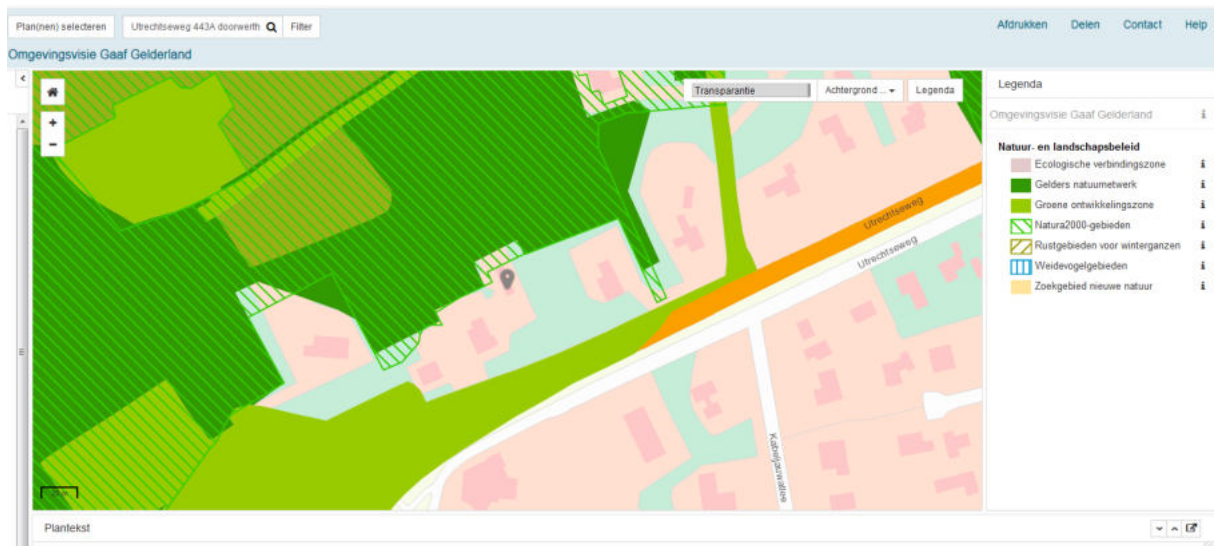 Plan(nen) selecteren
Utrechtseweg 443A doorwerth
Filter
Afdrukken
Delen
Contact
Help
Omgevingsvisie Gaaf Gelderland
Transparantie
Achtergrond ...
Legenda
Legenda
Omgevingsvisie Gaaf Gelderland
Natuur- en landschapsbeleid
Ecologische verbindingszone
Gelders natuurnetwerk
Groene ontwikkelingszone
Natura2000-gebieden
Rustgebieden voor winterganzen
Weidevogelgebieden
Zoekgebied nieuwe natuur
Utrechtseweg
Utrechtseweg
Kabeljauwallee
Plantekst